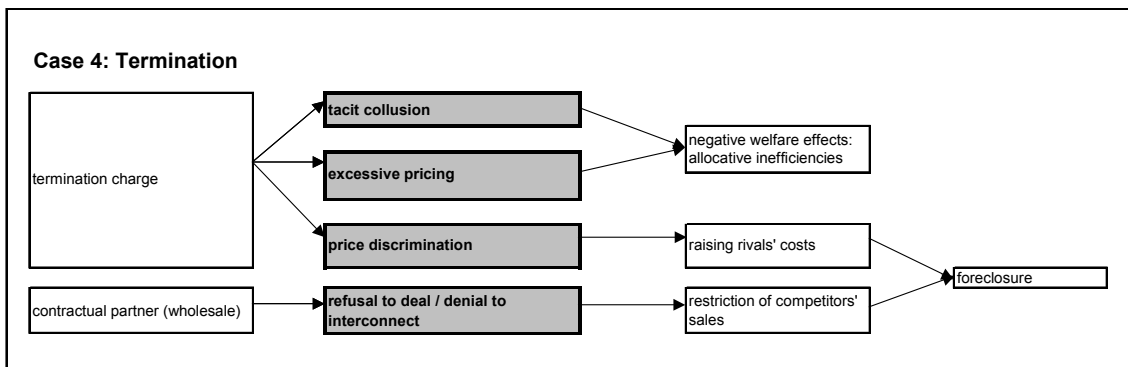 Case 4: Termination
termination charge
tacit collusion
excessive pricing
price discrimination
negative welfare effects:
allocative inefficiencies
raising rivals' costs
foreclosure
contractual partner (wholesale)
refusal to deal / denial to
interconnect
restriction of competitors'
sales